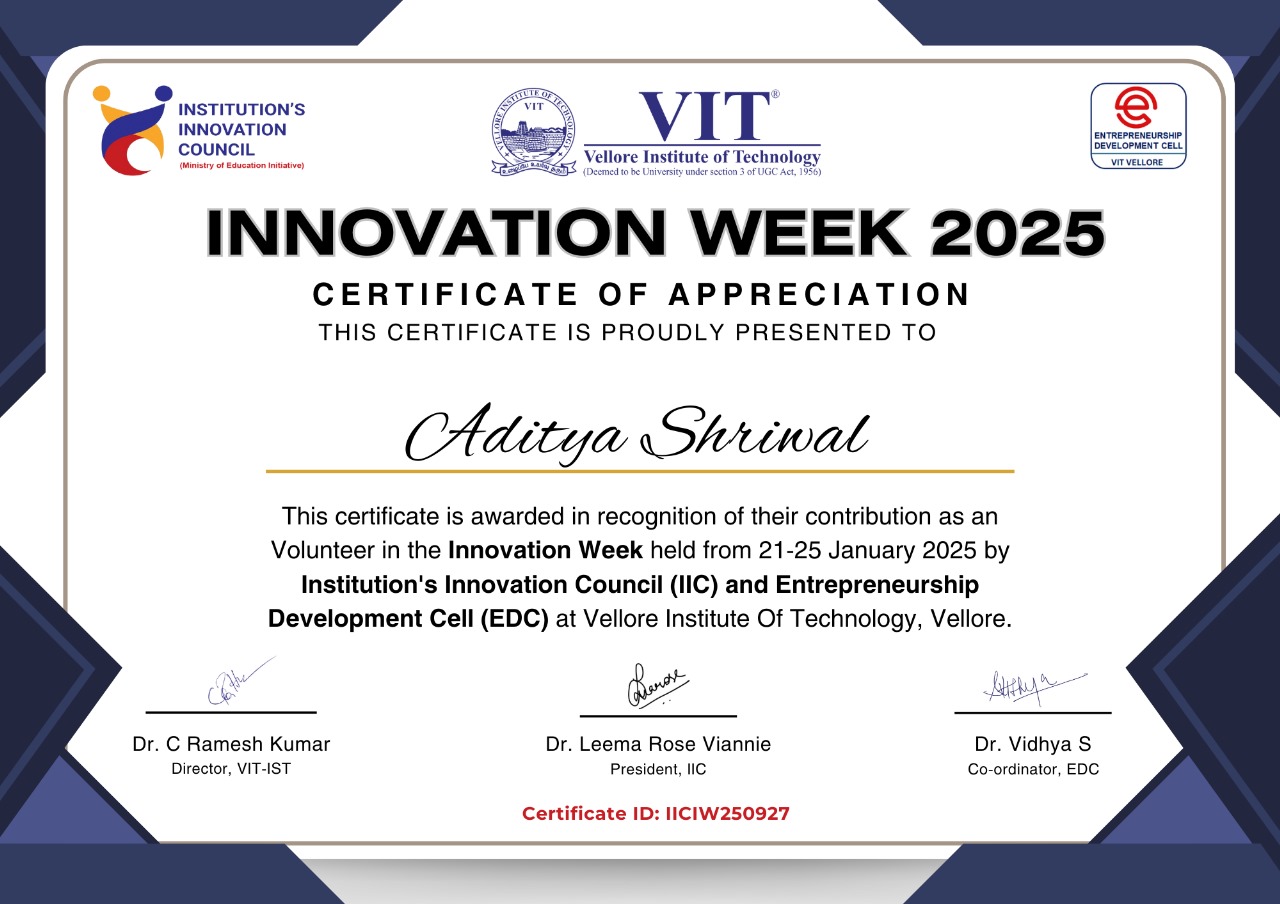 INSTITUTION'S
INNOVATION
COUNCIL
(Ministry of Education Initiative)
VELLORE INSTITUTE OF TECHNOLOGY
VIT
VIT®
Vellore Institute of Technology
(Deemed to be University under section 3 of UGC Act, 1956)
ENTREPRENEURSHIP
DEVELOPMENT CELL
VIT VELLORE
INNOVATION WEEK 2025
CERTIFICATE OF APPRECIATION
THIS CERTIFICATE IS PROUDLY PRESENTED TO
Aditya Shriwal
This certificate is awarded in recognition of their contribution as an
Volunteer in the Innovation Week held from 21-25 January 2025 by
Institution's Innovation Council (IIC) and Entrepreneurship
Development Cell (EDC) at Vellore Institute Of Technology, Vellore.
Dr. C Ramesh Kumar
Director, VIT-IST
Dr. Leema Rose Viannie
President, IIC
Dr. Vidhya S
Co-ordinator, EDC
Certificate ID: IICIW250927